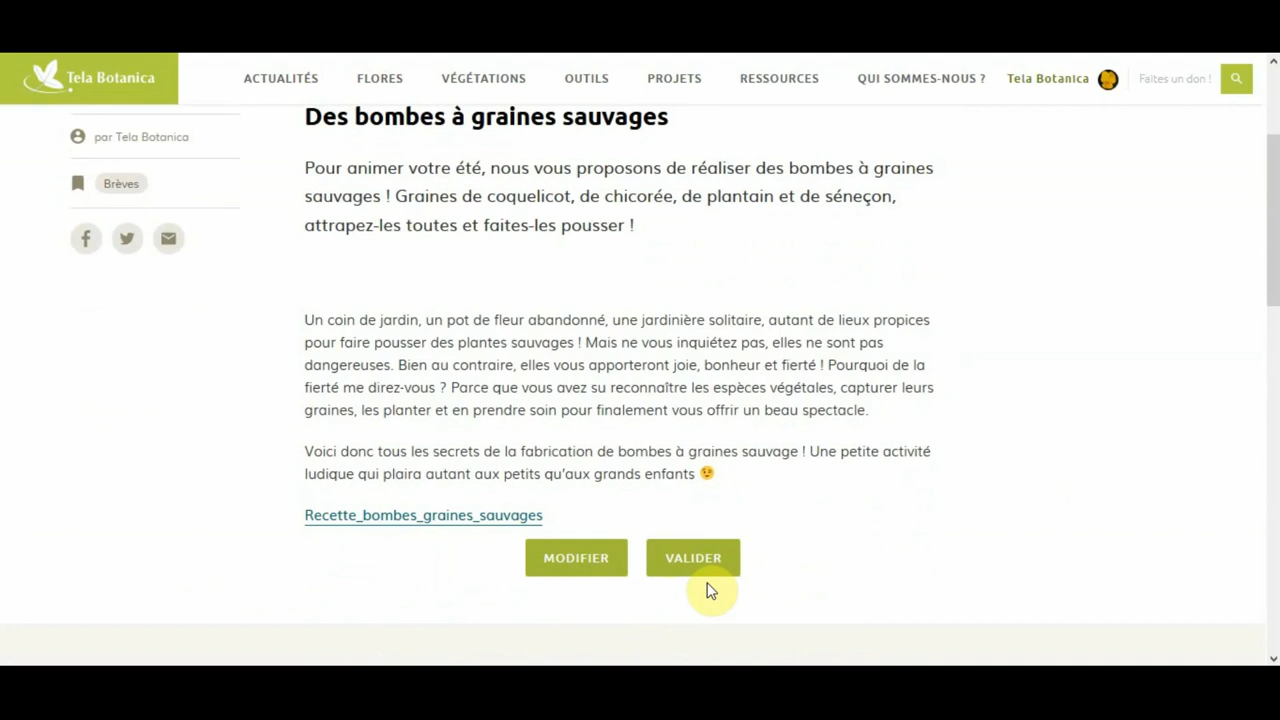 Tela Botanica
ACTUALITÉS FLORES VÉGÉTATIONS OUTILS PROJETS RESSOURCES QUI SOMMES-NOUS ? Tela Botanica Faites un don !
par Tela Botanica
Brèves
Des bombes à graines sauvages
Pour animer votre été, nous vous proposons de réaliser des bombes à graines
sauvages ! Graines de coquelicot, de chicorée, de plantain et de séneçon,
attrapez-les toutes et faites-les pousser !
Un coin de jardin, un pot de fleur abandonné, une jardinière solitaire, autant de lieux propices
pour faire pousser des plantes sauvages ! Mais ne vous inquiétez pas, elles ne sont pas
dangereuses. Bien au contraire, elles vous apporteront joie, bonheur et fierté ! Pourquoi de la
fierté me direz-vous ? Parce que vous avez su reconnaître les espèces végétales, capturer leurs
graines, les planter et en prendre soin pour finalement vous offrir un beau spectacle.
Voici donc tous les secrets de la fabrication de bombes à graines sauvage ! Une petite activité
ludique qui plaira autant aux petits qu'aux grands enfants 😉
Recette_bombes_graines_sauvages
MODIFIER VALIDER